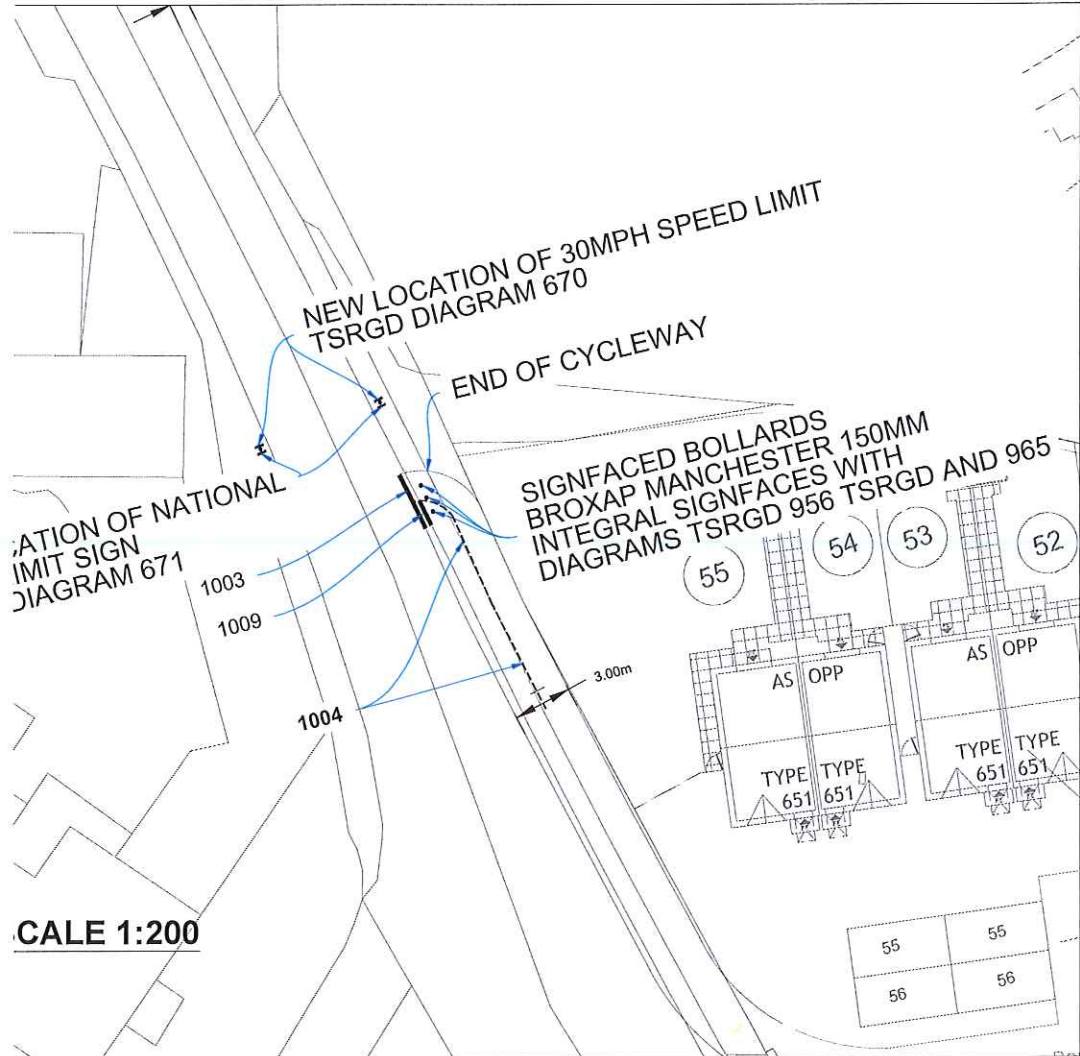 NEW LOCATION OF 30MPH SPEED LIMIT
TSRGD DIAGRAM 670
END OF CYCLEWAY
SIGNFACED BOLLARDS
BROXAP MANCHESTER 150MM
INTEGRAL SIGNFACES WITH
DIAGRAMS TSRGD 956 TSRGD AND 965
CATION OF NATIONAL
IMIT SIGN
DIAGRAM 671
1003
1009
1004
3.00m
55
54
53
52
AS OPP
AS OPP
TYPE
651
TYPE
651
TYPE
651
TYPE
651
CALE 1:200
55
55
56
56